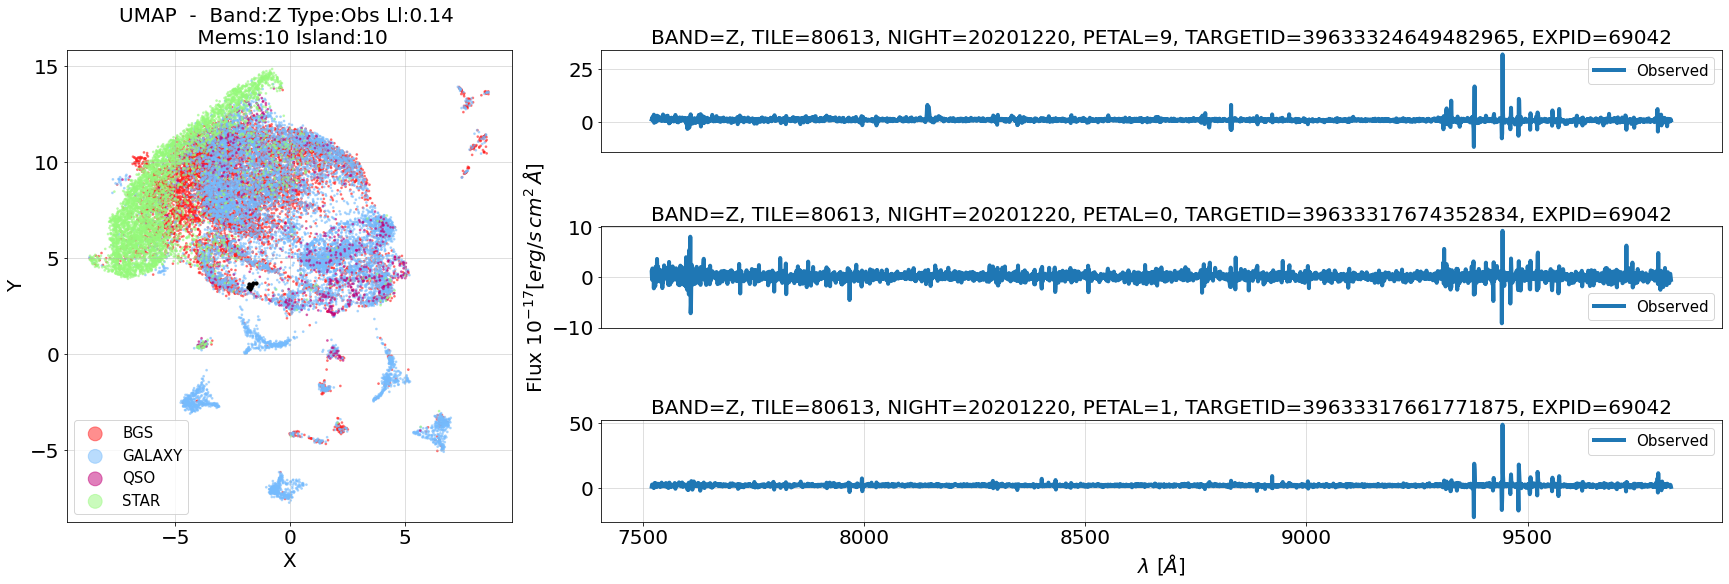 UMAP  -  Band:Z Type:Obs Ll:0.14
Mems:10 Island:10
15
10
5
0
−5
Y
−5
0
5
X
BGS
GALAXY
QSO
STAR
Flux 10⁻¹⁷[erg/s cm² Å]
BAND=Z, TILE=80613, NIGHT=20201220, PETAL=9, TARGETID=39633324649482965, EXPID=69042
25
0
Observed
BAND=Z, TILE=80613, NIGHT=20201220, PETAL=0, TARGETID=39633317674352834, EXPID=69042
10
0
−10
Observed
BAND=Z, TILE=80613, NIGHT=20201220, PETAL=1, TARGETID=39633317661771875, EXPID=69042
50
0
Observed
7500
8000
8500
9000
9500
λ [Å]